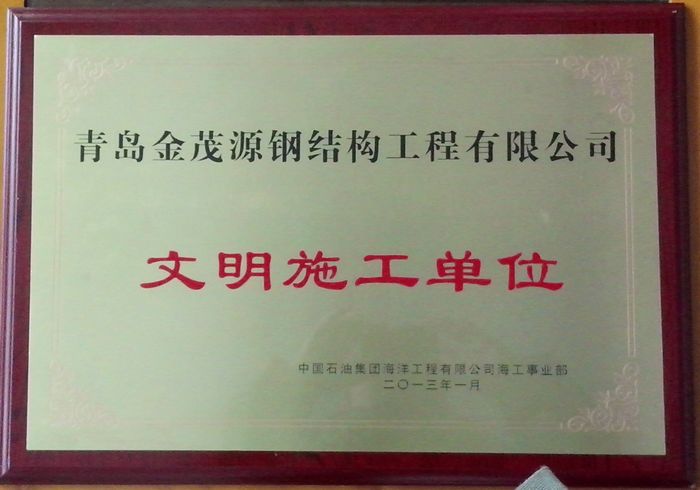 青岛金茂源钢结构工程有限公司
文明施工单位
中国石油集团海洋工程有限公司海工事业部
二〇一三年一月